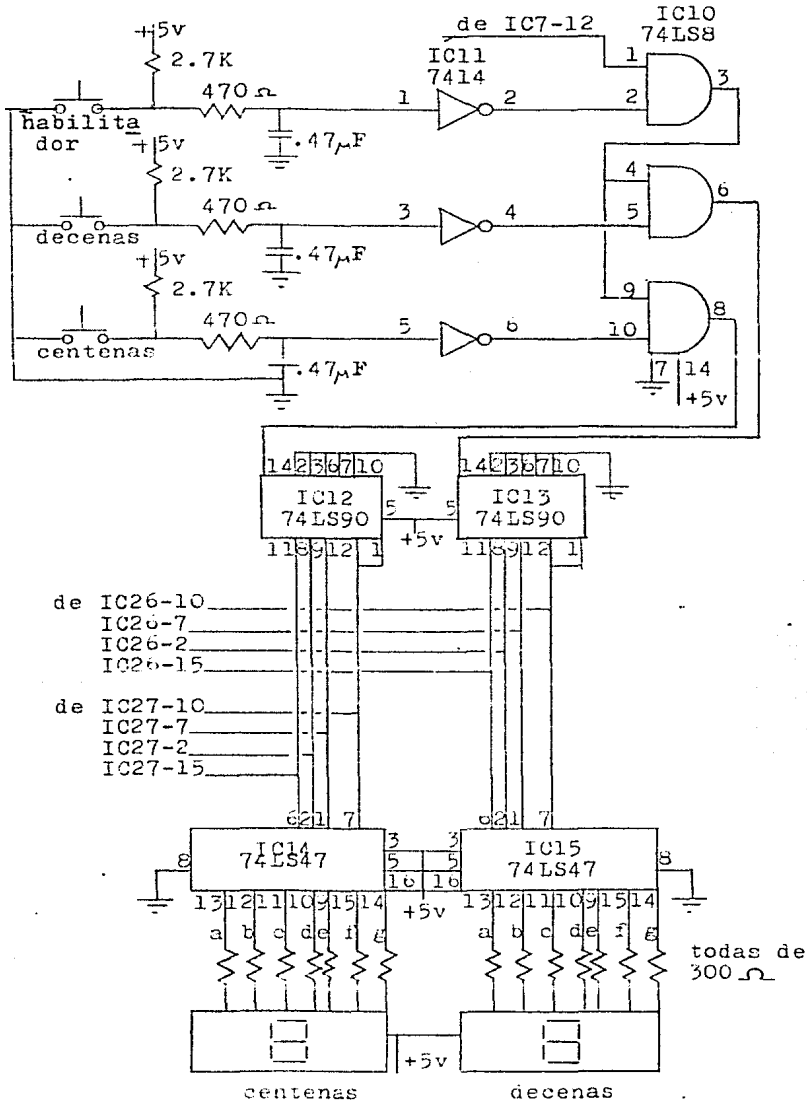 +5v
2.7K
470Ω
habilita
dor
.47μF
1
IC11
7414
2
de IC7-12
IC10
74LS8
1
2
3
+5v
2.7K
470Ω
decenas
.47μF
3
4
4
5
6
+5v
2.7K
470Ω
centenas
.47μF
5
6
9
10
8
7 14
+5v
14 2 3 6 7 10
IC12
74LS90
5
11 8 9 12 1
+5v
14 2 3 6 7 10
IC13
74LS90
5
11 8 9 12 1
de IC26-10
IC26-7
IC26-2
IC26-15
de IC27-10
IC27-7
IC27-2
IC27-15
6 2 1 7
IC14
74LS47
8
3
5
16
13 12 11 10 9 15 14
a b c d e f g
+5v
6 2 1 7
IC15
74LS47
3
5
16
8
13 12 11 10 9 15 14
a b c d e f g
todas de
300 Ω
+5v
centenas
decenas